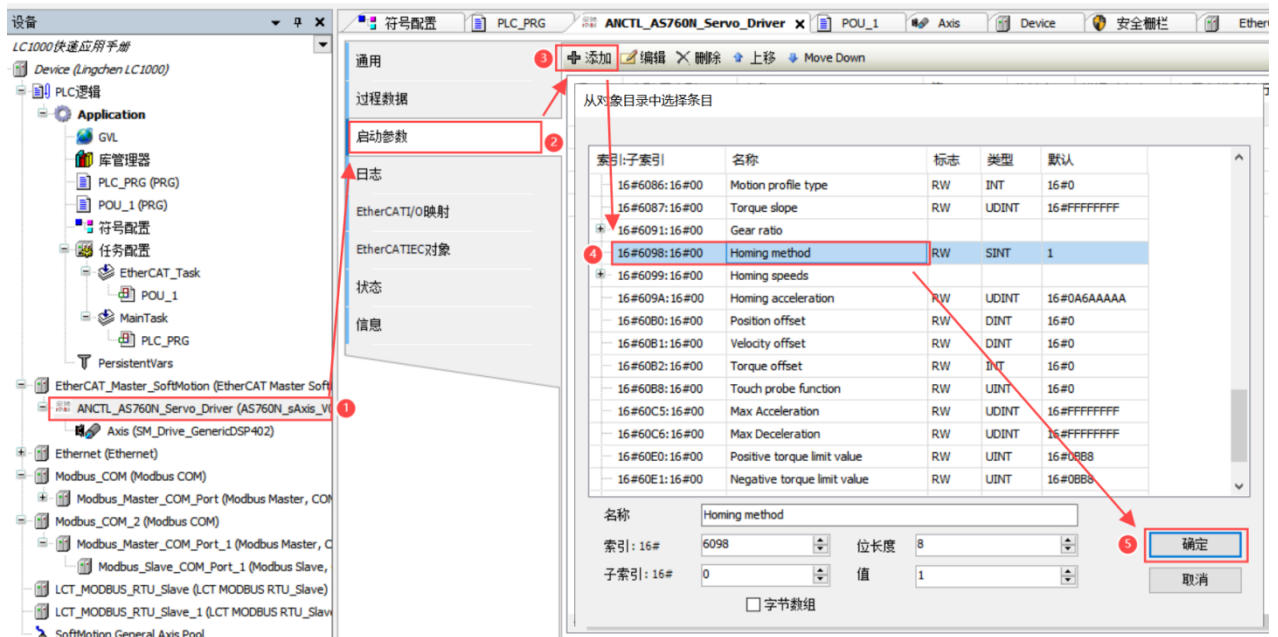 设备
LC1000快速应用手册
Device (Lingchen LC1000)
PLC逻辑
Application
GVL
库管理器
PLC_PRG (PRG)
POU_1 (PRG)
符号配置
任务配置
EtherCAT_Task
POU_1
MainTask
PLC_PRG
PersistentVars
EtherCAT_Master_SoftMotion (EtherCAT Master Soft
ANCTL_AS760N_Servo_Driver (AS760N_sAxis_V
1
Axis (SM_Drive_GenericDSP402)
Ethernet (Ethernet)
Modbus_COM (Modbus COM)
Modbus_Master_COM_Port (Modbus Master, COM
Modbus_COM_2 (Modbus COM)
Modbus_Master_COM_Port_1 (Modbus Master, C
Modbus_Slave_COM_Port_1 (Modbus Slave,
LCT_MODBUS_RTU_Slave (LCT MODBUS RTU_Slave)
LCT_MODBUS_RTU_Slave_1 (LCT MODBUS RTU_Slav
SoftMotion General Axis Pool
符号配置 PLC_PRG ANCTL_AS760N_Servo_Driver POU_1 Axis Device 安全栅栏 Ether
通用
过程数据
启动参数
2
日志
EtherCATI/O映射
EtherCATIEC对象
状态
信息
3 添加 编辑 删除 上移 Move Down
从对象目录中选择条目
索引:子索引 名称 标志 类型 默认
16#6086:16#00 Motion profile type RW INT 16#0
16#6087:16#00 Torque slope RW UDINT 16#FFFFFFFF
16#6091:16#00 Gear ratio
4 16#6098:16#00 Homing method RW SINT 1
16#6099:16#00 Homing speeds
16#609A:16#00 Homing acceleration RW UDINT 16#0A6AAAAA
16#60B0:16#00 Position offset RW DINT 16#0
16#60B1:16#00 Velocity offset RW DINT 16#0
16#60B2:16#00 Torque offset RW INT 16#0
16#60B8:16#00 Touch probe function RW UINT 16#0
16#60C5:16#00 Max Acceleration RW UDINT 16#FFFFFFFF
16#60C6:16#00 Max Deceleration RW UDINT 16#FFFFFFFF
16#60E0:16#00 Positive torque limit value RW UINT 16#0BB8
16#60E1:16#00 Negative torque limit value RW UINT 16#0BB8
名称 Homing method
索引: 16# 6098 位长度 8 5 确定
子索引: 16# 0 值 1 取消
字节数组